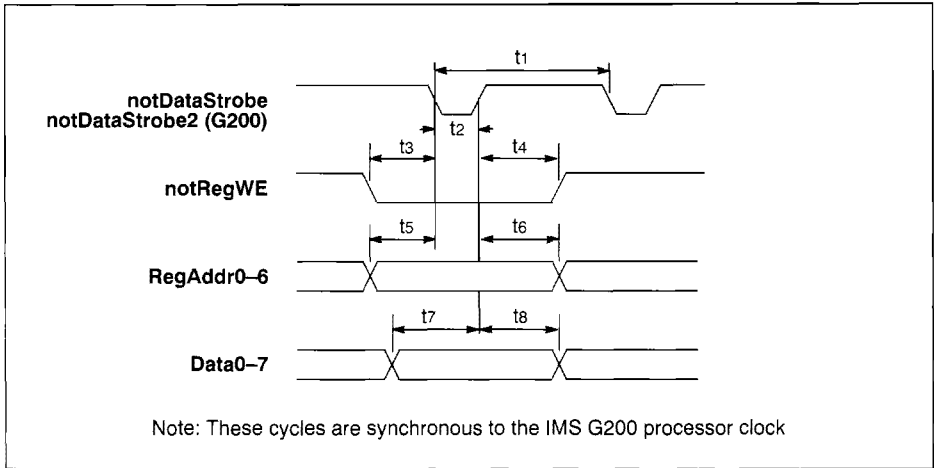 t1
notDataStrobe
notDataStrobe2 (G200)
t2
t3
t4
notRegWE
t5
t6
RegAddr0–6
t7
t8
Data0–7
Note: These cycles are synchronous to the IMS G200 processor clock